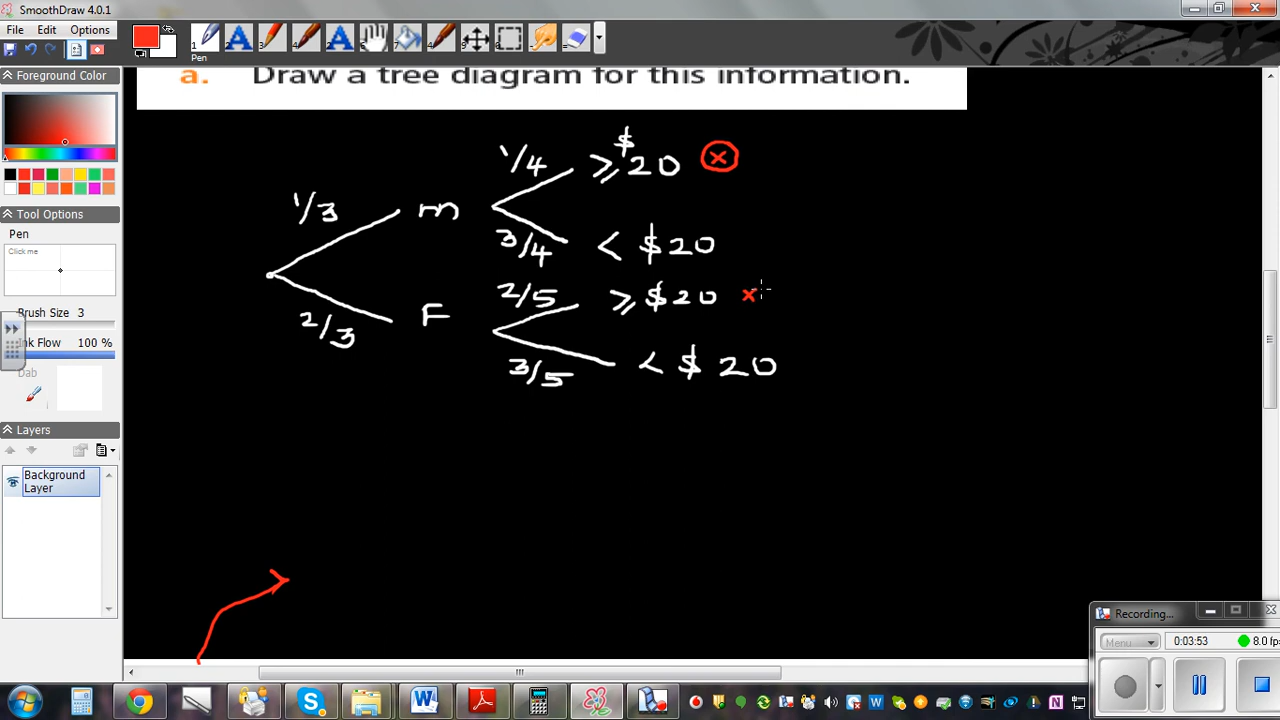 SmoothDraw 4.0.1
File Edit Options
Pen
Foreground Color
Tool Options
Pen
Click me
Brush Size 3
Ink Flow 100 %
Dab
Layers
Background Layer
a. Draw a tree diagram for this information.
1/4 ≥ $20 x
1/3 m
3/4 < $20
2/5 ≥ $20 x
2/3 F
3/5 < $20
Recording...
Menu 0:03:53 8.0 fp